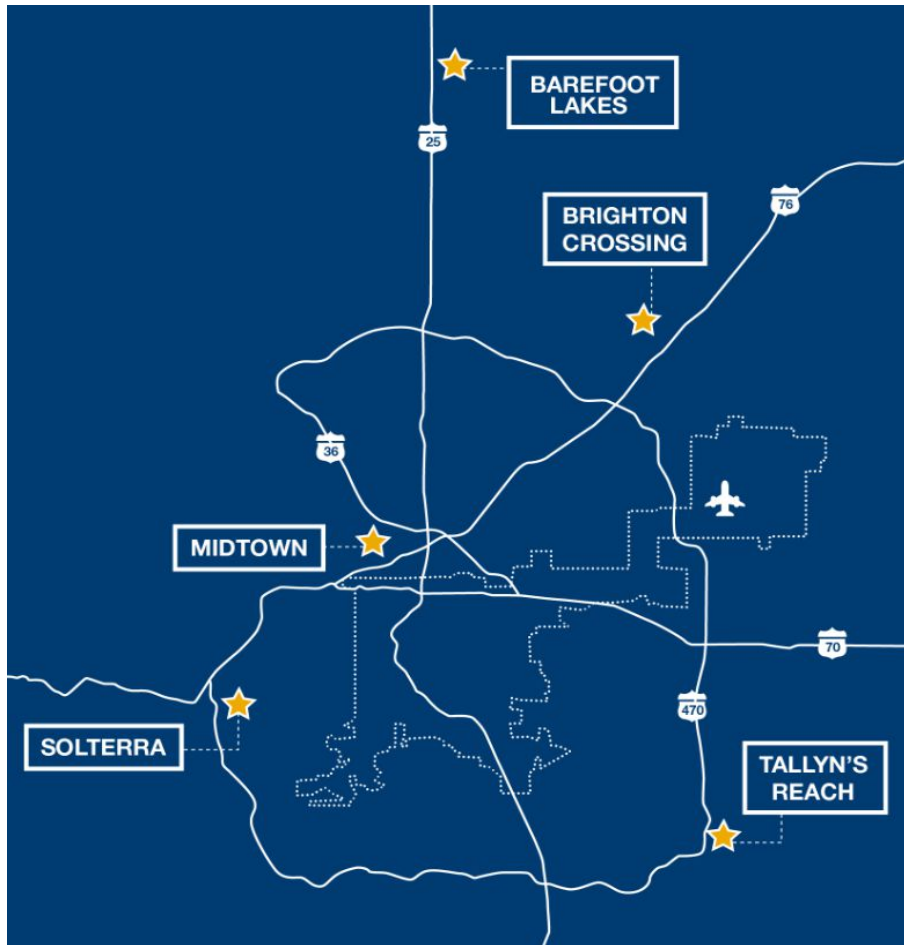 BAREFOOT
LAKES
25
76
BRIGHTON
CROSSING
36
MIDTOWN
70
470
SOLTERRA
TALLYN'S
REACH